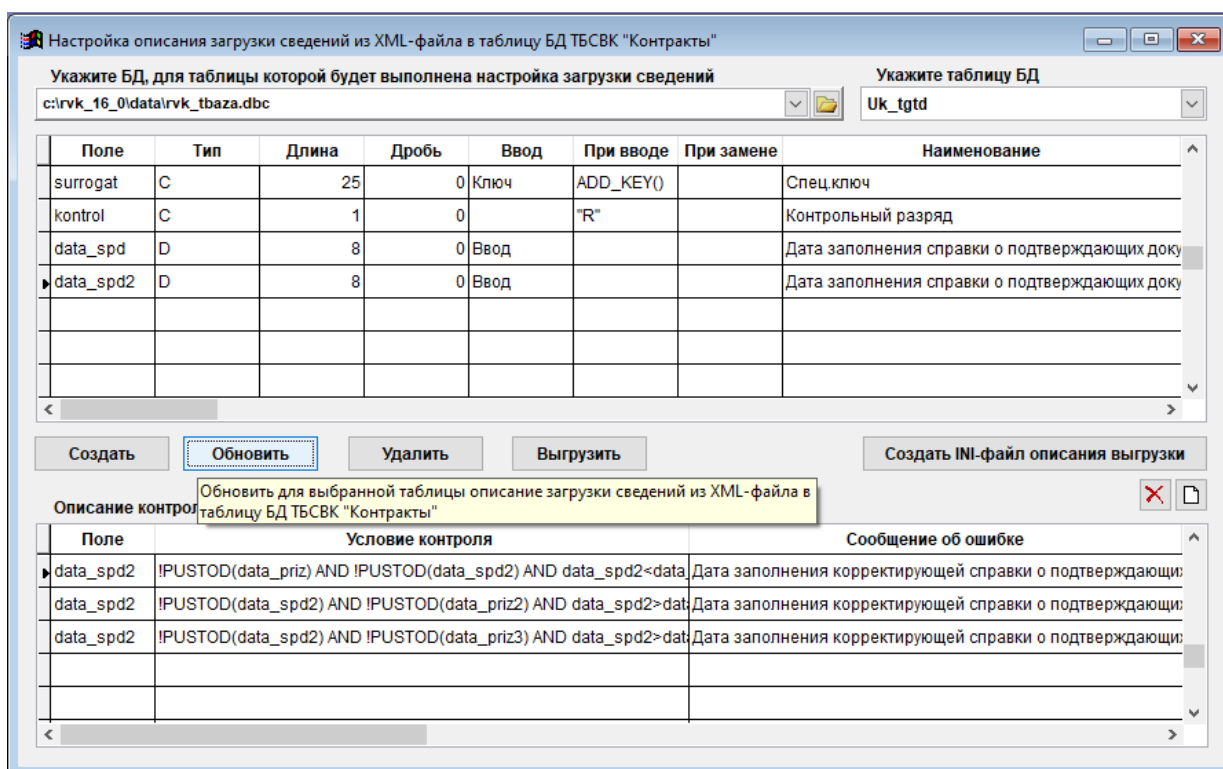 Настройка описания загрузки сведений из XML-файла в таблицу БД ТБСВК "Контракты"
Укажите БД, для таблицы которой будет выполнена настройка загрузки сведений Укажите таблицу БД
c:\rvk_16_0\data\rvk_tbaza.dbc Uk_tgtd
Поле Тип Длина Дробь Ввод При вводе При замене Наименование
surrogat C 25 0 Ключ ADD_KEY() Спец.ключ
kontrol C 1 0 "R" Контрольный разряд
data_spd D 8 0 Ввод Дата заполнения справки о подтверждающих доку
data_spd2 D 8 0 Ввод Дата заполнения справки о подтверждающих доку
Создать Обновить Удалить Выгрузить Создать INI-файл описания выгрузки
Обновить для выбранной таблицы описание загрузки сведений из XML-файла в
таблицу БД ТБСВК "Контракты"
Описание контрол
Поле Условие контроля Сообщение об ошибке
data_spd2 !PUSTOD(data_priz) AND !PUSTOD(data_spd2) AND data_spd2<data_ Дата заполнения корректирующей справки о подтверждающи
data_spd2 !PUSTOD(data_spd2) AND !PUSTOD(data_priz2) AND data_spd2>dat Дата заполнения корректирующей справки о подтверждающи
data_spd2 !PUSTOD(data_spd2) AND !PUSTOD(data_priz3) AND data_spd2>dat Дата заполнения корректирующей справки о подтверждающи